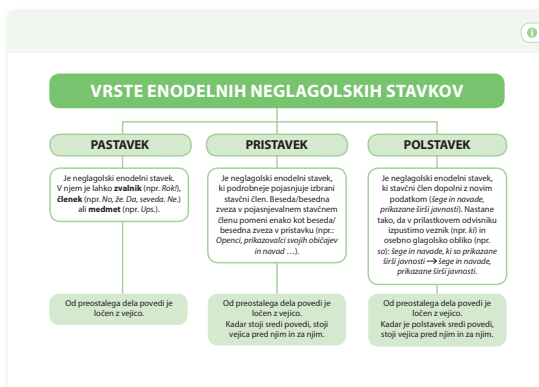 VRSTE ENODELNIH NEGLAGOLSKIH STAVKOV
PASTAVEK
Je neglagolski enodelni stavek.
V njem je lahko zvalnik (npr. Rok!),
členek (npr. No, že. Da, seveda. Ne.)
ali medmet (npr. Ups.).
Od preostalega dela povedi je
ločen z vejico.
PRISTAVEK
Je neglagolski enodelni stavek,
ki podrobneje pojasnjuje izbrani
stavčni člen. Beseda/besedna
zveza v pojasnjevalnem stavčnem
členu pomeni enako kot beseda/
besedna zveza v pristavku (npr.:
Openci, prikazovalci svojih običajev
in navad …).
Od preostalega dela povedi je
ločen z vejico.
Kadar stoji sredi povedi, stoji
vejica pred njim in za njim.
POLSTAVEK
Je neglagolski enodelni stavek,
ki stavčni člen dopolni z novim
podatkom (šege in navade,
prikazane širši javnosti). Nastane
tako, da v prilastkovem odvisniku
izpustimo veznik (npr. ki) in
osebno glagolsko obliko (npr.
so): šege in navade, ki so prikazane
širši javnosti → šege in navade,
prikazane širši javnosti.
Od preostalega dela povedi je
ločen z vejico.
Kadar je polstavek sredi povedi,
stoji vejica pred njim in za njim.